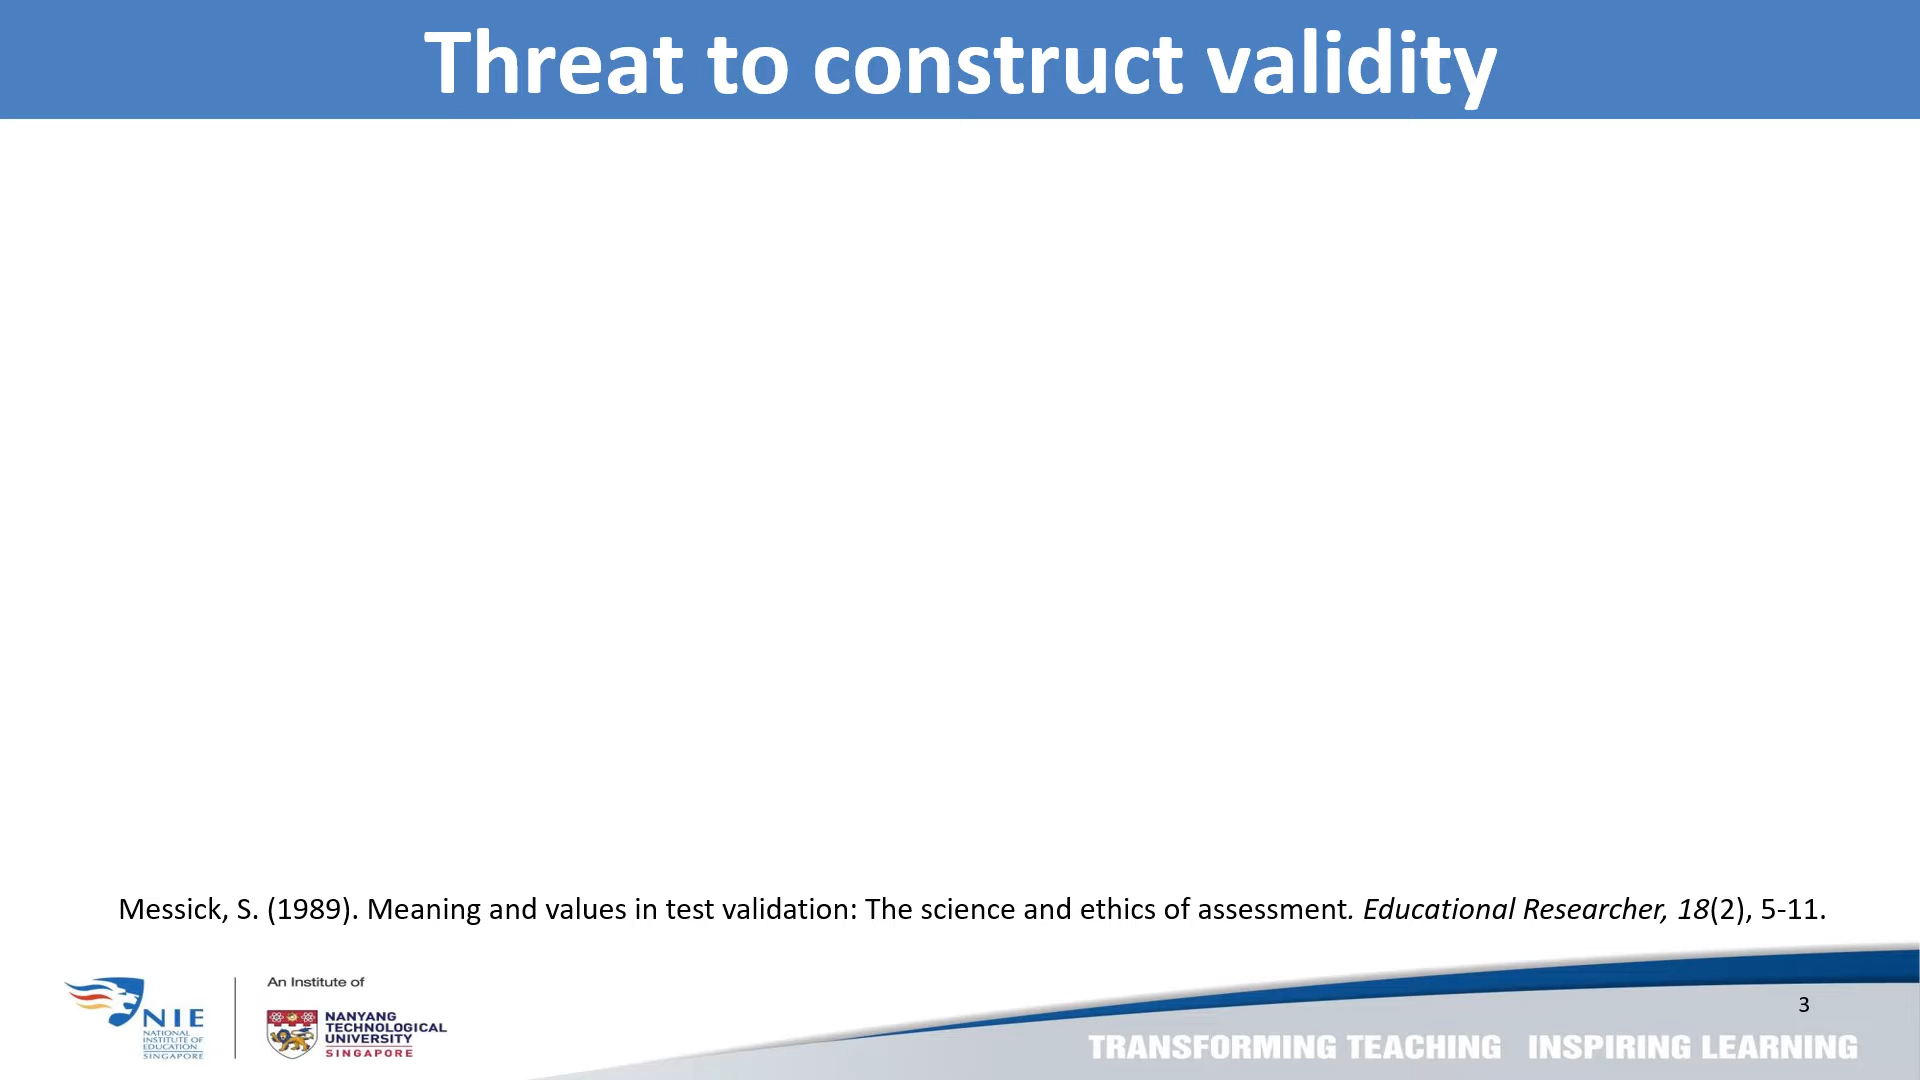 Threat to construct validity
Messick, S. (1989). Meaning and values in test validation: The science and ethics of assessment. Educational Researcher, 18(2), 5-11.
An Institute of
NIE
NATIONAL
INSTITUTE OF
EDUCATION
SINGAPORE
NANYANG
TECHNOLOGICAL
UNIVERSITY
SINGAPORE
3
TRANSFORMING TEACHING INSPIRING LEARNING